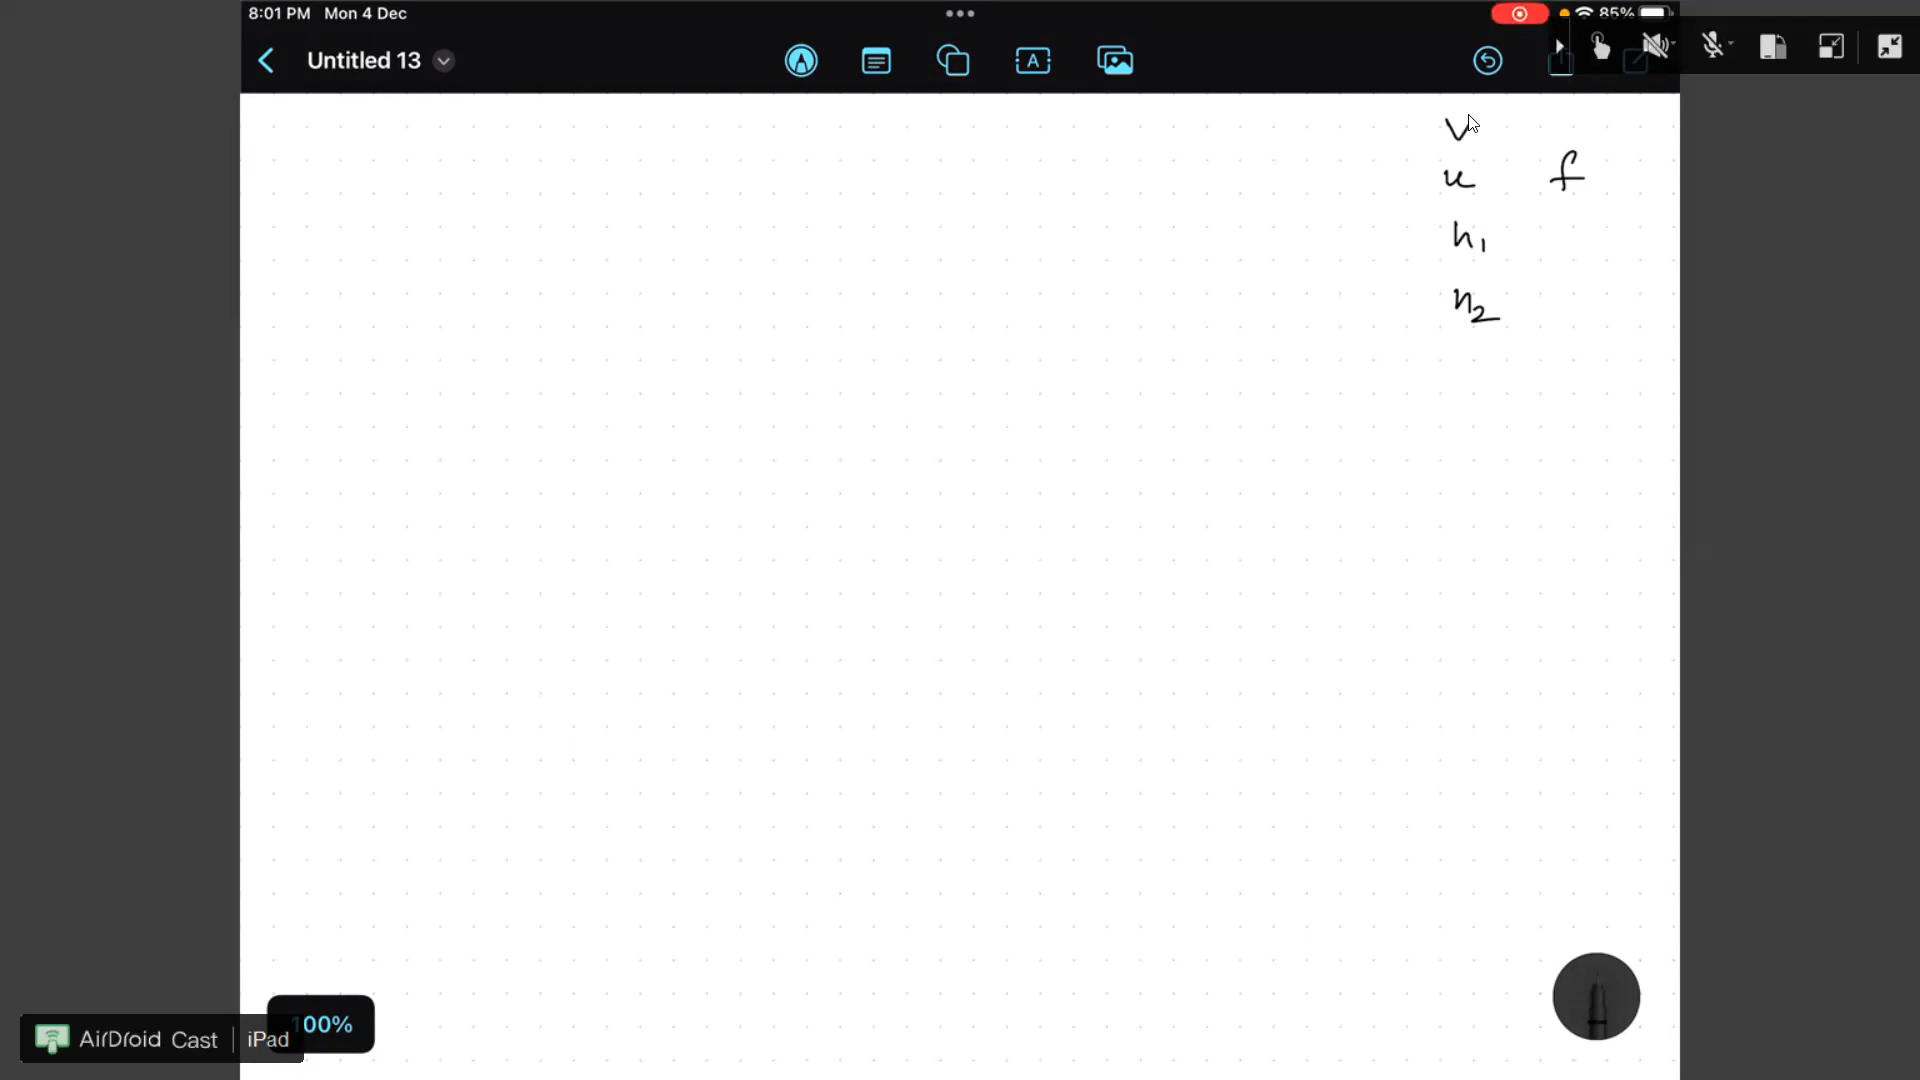 8:01 PM Mon 4 Dec
85%
Untitled 13
A
v
u f
h1
h2
100%
AirDroid Cast | iPad